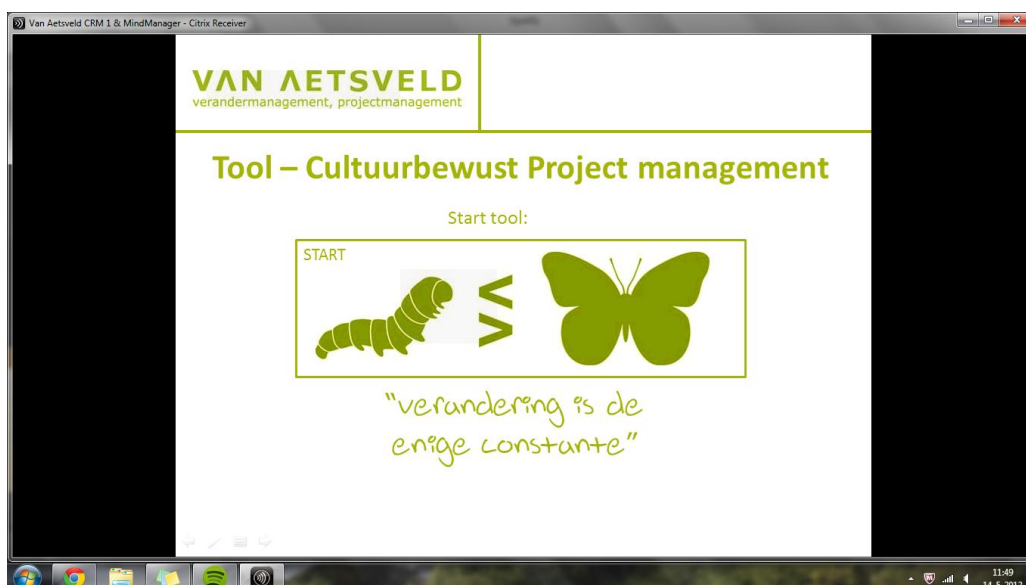 Van Aetsveld CRM 1 & MindManager - Citrix Receiver
VAN AETSVELD
verandermanagement, projectmanagement
Tool – Cultuurbewust Project management
Start tool:
START
"verandering is de
enige constante"
11:49